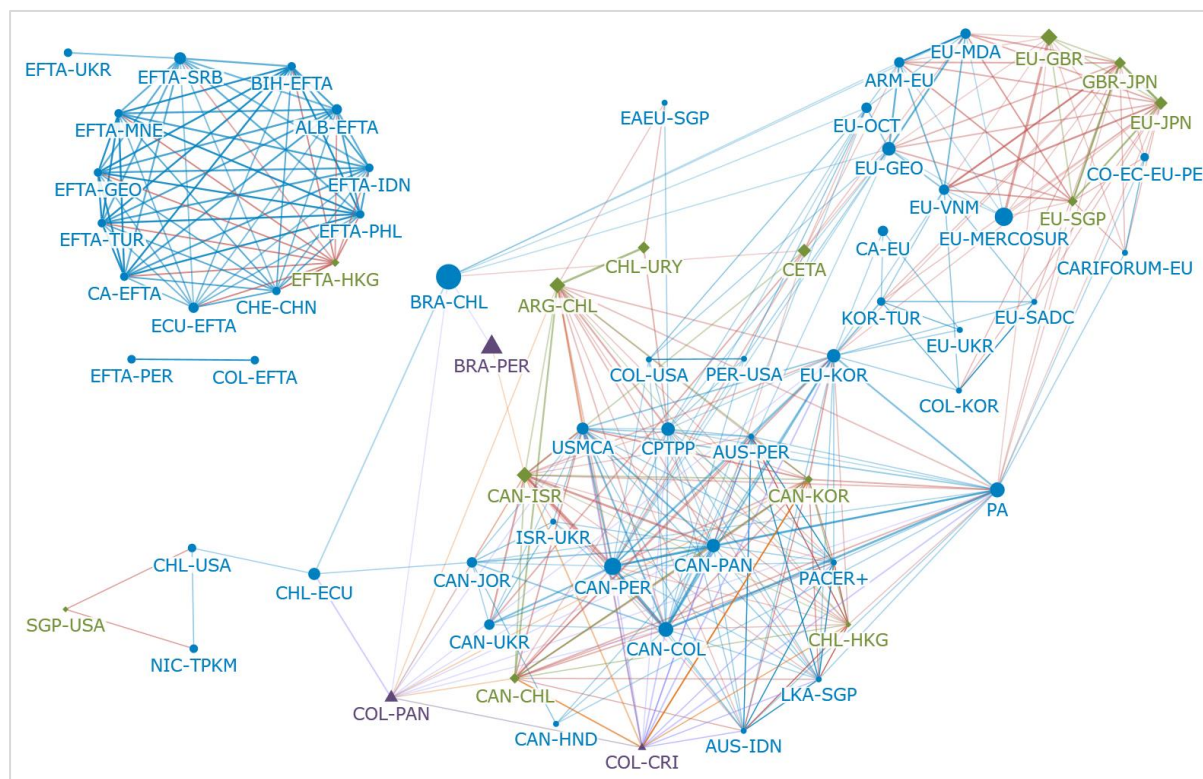 EU-MDA
EU-GBR
EFTA-UKR
EFTA-SRB
BIH-EFTA
ARM-EU
GBR-JPN
EFTA-MNE
ALB-EFTA
EAEU-SGP
EU-OCT
EU-JPN
EU-GEO
CO-EC-EU-PE
EFTA-GEO
EFTA-IDN
EU-VNM
EU-SGP
EFTA-TUR
EFTA-PHL
EU-MERCOSUR
CA-EU
CARIFORUM-EU
CHL-URY
CETA
EFTA-HKG
CA-EFTA
CHE-CHN
BRA-CHL
ARG-CHL
ECU-EFTA
KOR-TUR
EU-SADC
EU-UKR
BRA-PER
EFTA-PER
COL-EFTA
COL-USA
PER-USA
EU-KOR
COL-KOR
USMCA
CPTPP
AUS-PER
CAN-ISR
CAN-KOR
PA
ISR-UKR
CHL-USA
CHL-ECU
CAN-JOR
CAN-PER
CAN-PAN
PACER+
SGP-USA
NIC-TPKM
CAN-UKR
CAN-COL
CHL-HKG
COL-PAN
CAN-CHL
LKA-SGP
CAN-HND
AUS-IDN
COL-CRI